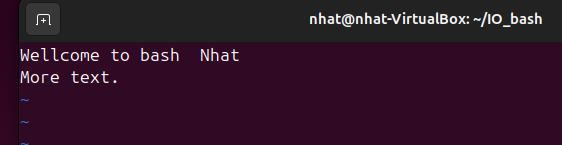 nhat@nhat-VirtualBox: ~/IO_bash
Wellcome to bash  Nhat
More text.
~
~
~